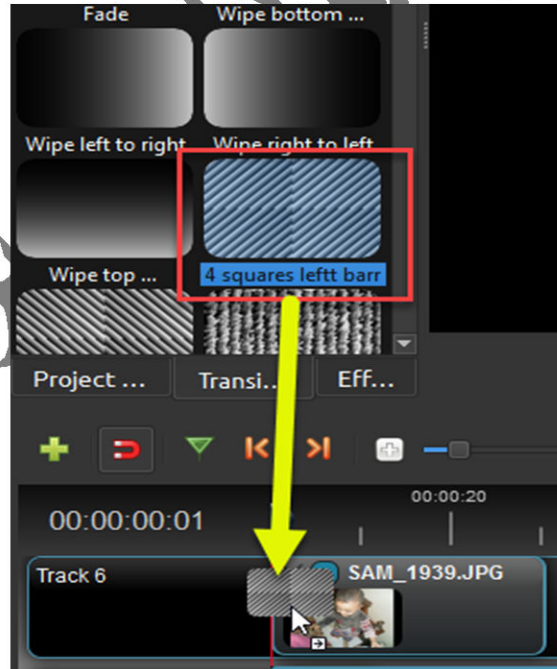 Fade Wipe bottom ...
Wipe left to right Wipe right to left
Wipe top ... 4 squares leftt barr
Project ... Transi... Eff...
00:00:20
00:00:00:01
Track 6 SAM_1939.JPG